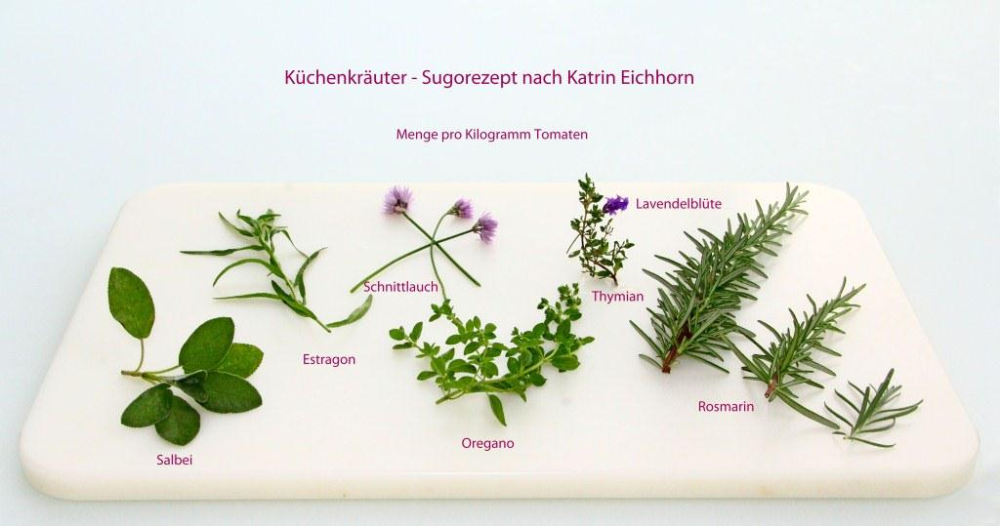 Küchenkräuter - Sugorezept nach Katrin Eichhorn
Menge pro Kilogramm Tomaten
Lavendelblüte
Schnittlauch
Thymian
Estragon
Rosmarin
Oregano
Salbei